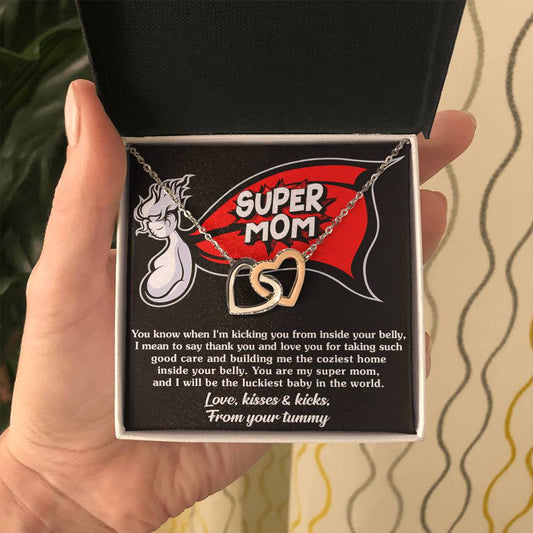 SUPER
MOM
You know when I'm kicking you from inside your belly,
I mean to say thank you and love you for taking such
good care and building me the coziest home
inside your belly. You are my super mom,
and I will be the luckiest baby in the world.
Love, kisses & kicks,
From your tummy